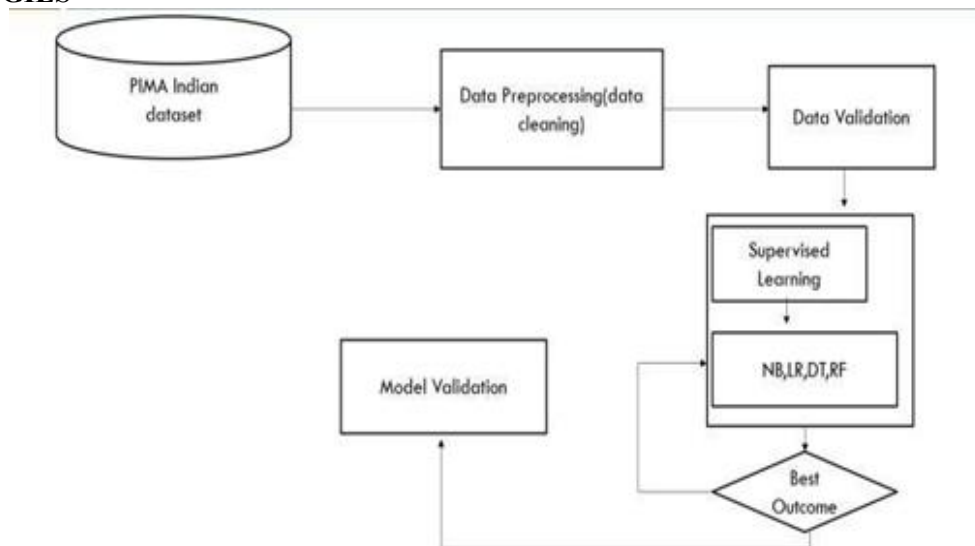 PIMA Indian
dataset
Data Preprocessing(data
cleaning)
Data Validation
Supervised
Learning
NB,LR,DT,RF
Model Validation
Best
Outcome